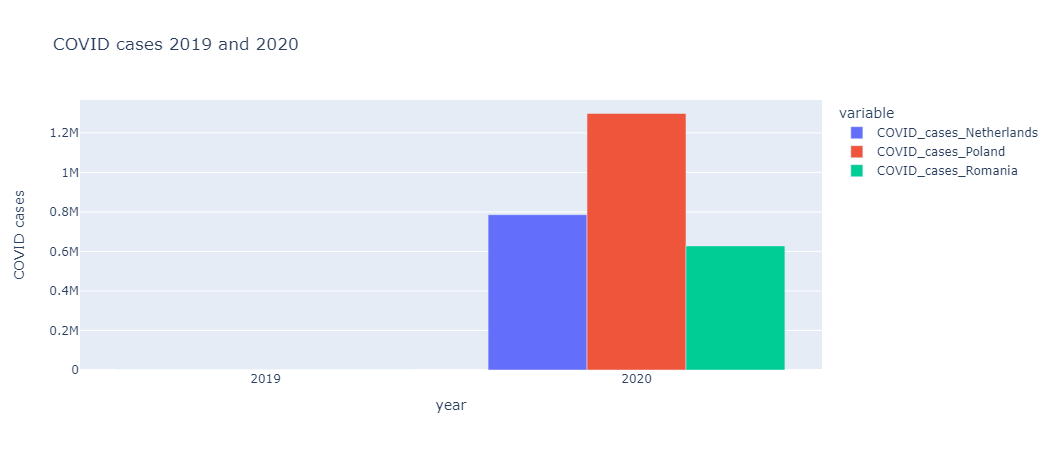 COVID cases 2019 and 2020
variable
COVID_cases_Netherlands
COVID_cases_Poland
COVID_cases_Romania
COVID cases
1.2M
1M
0.8M
0.6M
0.4M
0.2M
0
2019 2020
year